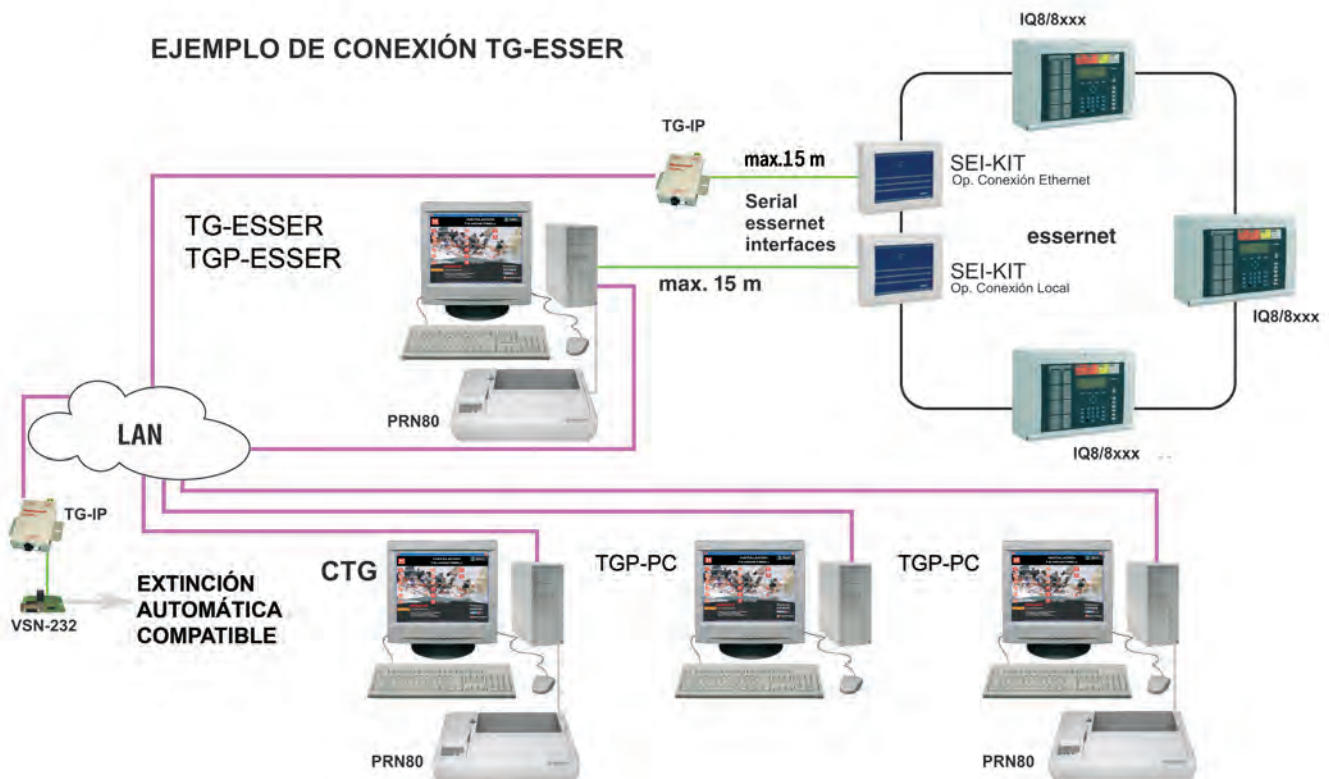 IQ8/8xxx
EJEMPLO DE CONEXIÓN TG-ESSER
TG-IP
max.15 m
SEI-KIT
Op. Conexión Ethernet
Serial
essernet
interfaces
TG-ESSER
TGP-ESSER
essernet
SEI-KIT
Op. Conexión Local
max. 15 m
IQ8/8xxx
PRN80
LAN
IQ8/8xxx
TG-IP
CTG
TGP-PC
TGP-PC
EXTINCIÓN
AUTOMÁTICA
COMPATIBLE
VSN-232
PRN80
PRN80